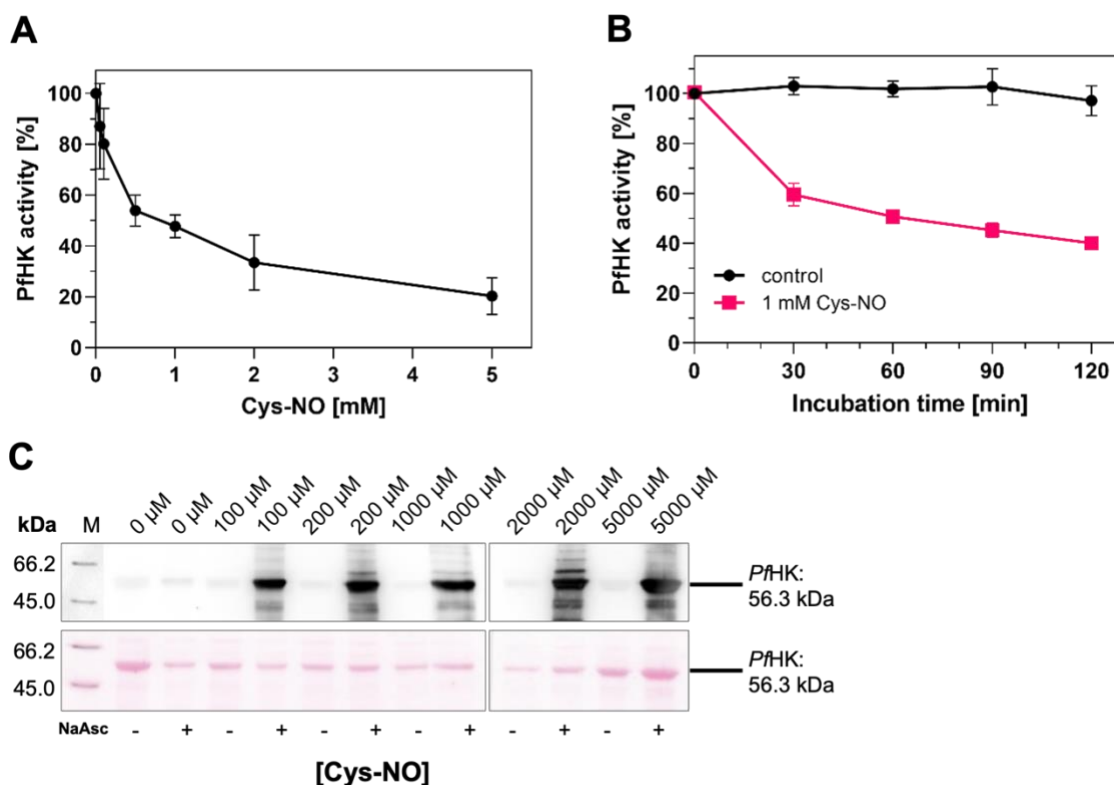 A
PfHK activity [%]
100
80
60
40
20
0
0 1 2 3 4 5
Cys-NO [mM]
B
PfHK activity [%]
100
80
60
40
20
0
control
1 mM Cys-NO
0 30 60 90 120
Incubation time [min]
C
kDa M 0 µM 0 µM 100 µM 100 µM 200 µM 200 µM 1000 µM 1000 µM 2000 µM 2000 µM 5000 µM 5000 µM
66.2
45.0
PfHK:
56.3 kDa
66.2
45.0
PfHK:
56.3 kDa
NaAsc - + - + - + - + - + - +
[Cys-NO]